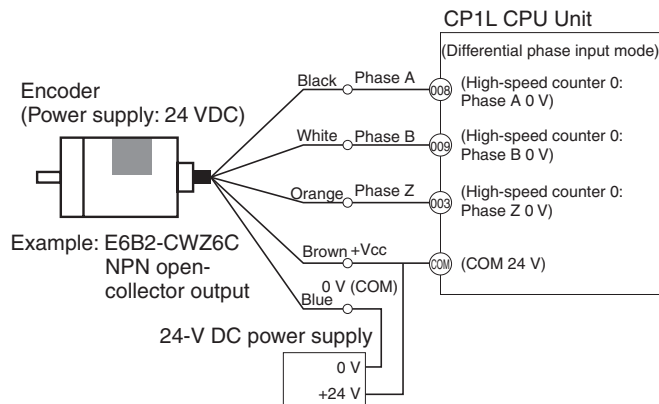 CP1L CPU Unit
(Differential phase input mode)
Encoder
(Power supply: 24 VDC)
Black Phase A 008 (High-speed counter 0:
Phase A 0 V)
White Phase B 009 (High-speed counter 0:
Phase B 0 V)
Orange Phase Z 003 (High-speed counter 0:
Phase Z 0 V)
Example: E6B2-CWZ6C
NPN open-
collector output
Brown +Vcc COM (COM 24 V)
0 V (COM)
Blue
24-V DC power supply
0 V
+24 V